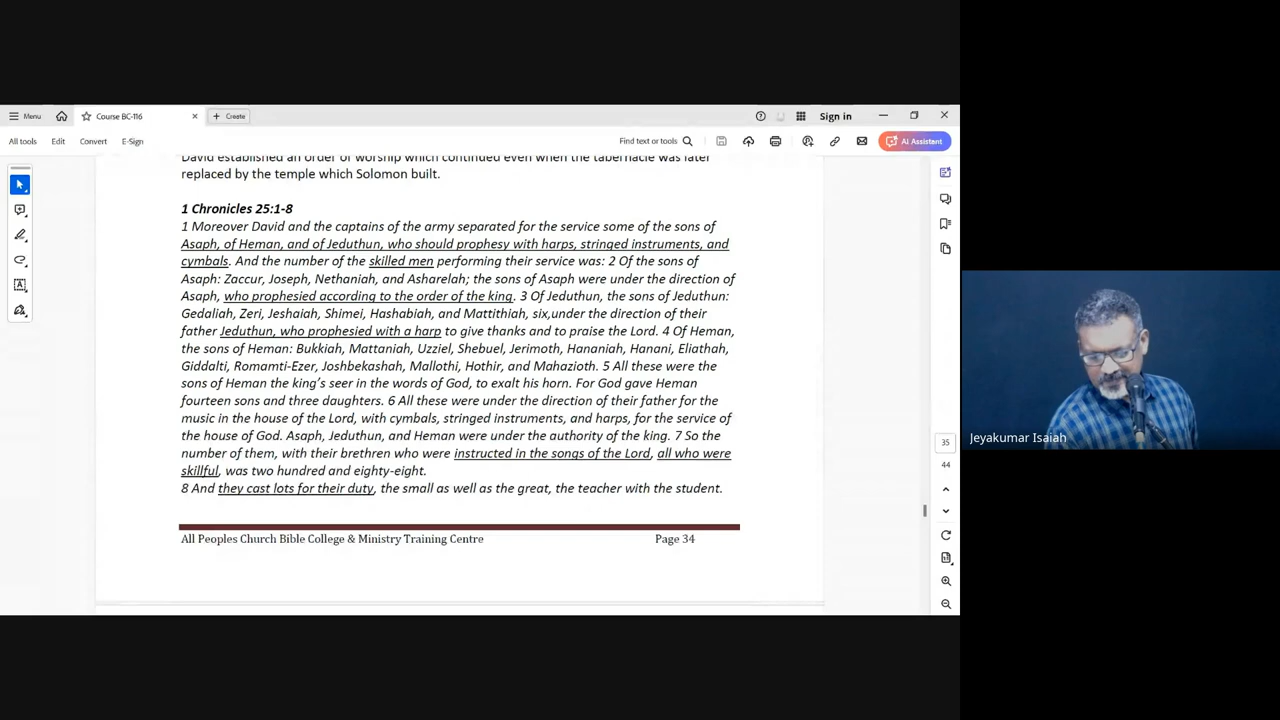 Menu
Course BC-116
Create
Sign in
All tools
Edit
Convert
E-Sign
Find text or tools
AI Assistant
David established an order of worship which continued even when the tabernacle was later
replaced by the temple which Solomon built.
1 Chronicles 25:1-8
1 Moreover David and the captains of the army separated for the service some of the sons of
Asaph, of Heman, and of Jeduthun, who should prophesy with harps, stringed instruments, and
cymbals. And the number of the skilled men performing their service was: 2 Of the sons of
Asaph: Zaccur, Joseph, Nethaniah, and Asharelah; the sons of Asaph were under the direction of
Asaph, who prophesied according to the order of the king. 3 Of Jeduthun, the sons of Jeduthun:
Gedaliah, Zeri, Jeshaiah, Shimei, Hashabiah, and Mattithiah, six,under the direction of their
father Jeduthun, who prophesied with a harp to give thanks and to praise the Lord. 4 Of Heman,
the sons of Heman: Bukkiah, Mattaniah, Uzziel, Shebuel, Jerimoth, Hananiah, Hanani, Eliathah,
Giddalti, Romamti-Ezer, Joshbekashah, Mallothi, Hothir, and Mahazioth. 5 All these were the
sons of Heman the king's seer in the words of God, to exalt his horn. For God gave Heman
fourteen sons and three daughters. 6 All these were under the direction of their father for the
music in the house of the Lord, with cymbals, stringed instruments, and harps, for the service of
the house of God. Asaph, Jeduthun, and Heman were under the authority of the king. 7 So the
number of them, with their brethren who were instructed in the songs of the Lord, all who were
skillful, was two hundred and eighty-eight.
8 And they cast lots for their duty, the small as well as the great, the teacher with the student.
All Peoples Church Bible College & Ministry Training Centre Page 34
35
44
Jeyakumar Isaiah